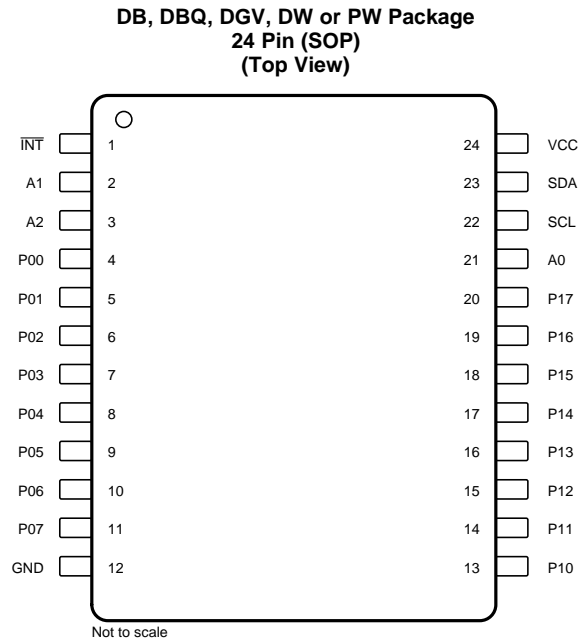 DB, DBQ, DGV, DW or PW Package
24 Pin (SOP)
(Top View)
INT 1 24 VCC
A1 2 23 SDA
A2 3 22 SCL
P00 4 21 A0
P01 5 20 P17
P02 6 19 P16
P03 7 18 P15
P04 8 17 P14
P05 9 16 P13
P06 10 15 P12
P07 11 14 P11
GND 12 13 P10
Not to scale